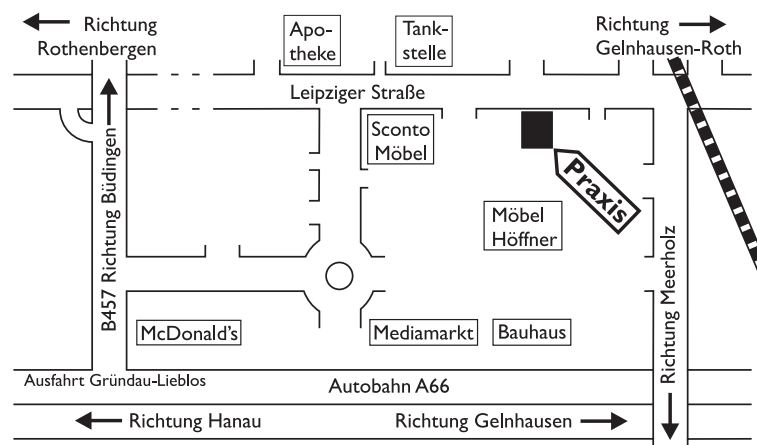 Richtung
Rothenbergen
Apo-
theke
Tank-
stelle
Richtung
Gelnhausen-Roth
Leipziger Straße
Sconto
Möbel
Praxis
Möbel
Höffner
B457 Richtung Büdingen
Richtung Meerholz
McDonald's
Mediamarkt
Bauhaus
Ausfahrt Gründau-Lieblos
Autobahn A66
Richtung Hanau
Richtung Gelnhausen